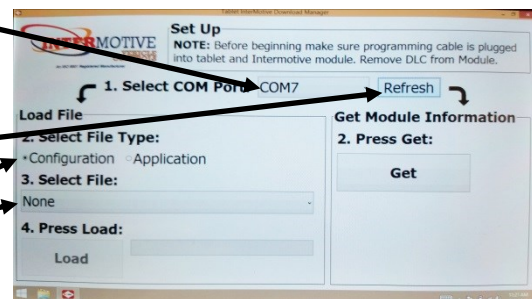 Tablet InterMotive Download Manager
INTERMOTIVE
Set Up
NOTE: Before beginning make sure programming cable is plugged
into tablet and Intermotive module. Remove DLC from Module.
1. Select COM Port: COM7 Refresh
Load File
2. Select File Type:
Configuration Application
3. Select File:
None
4. Press Load:
Load
Get Module Information
2. Press Get:
Get